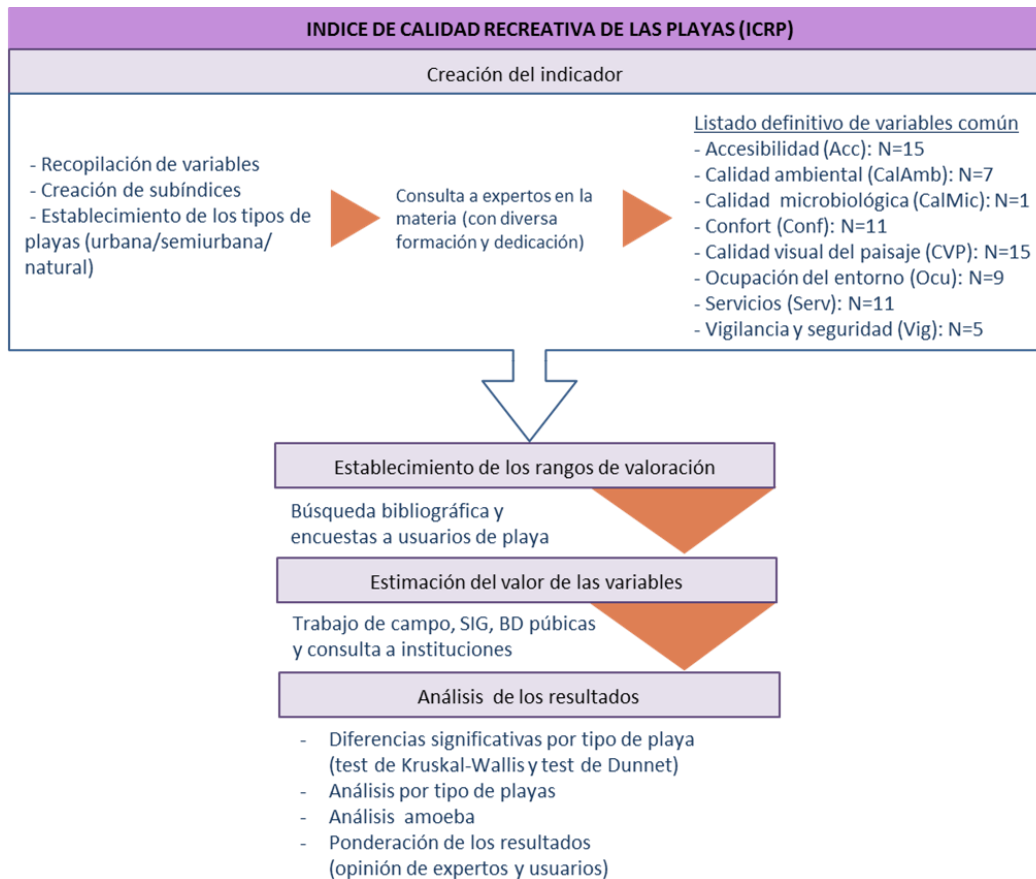 INDICE DE CALIDAD RECREATIVA DE LAS PLAYAS (ICRP)
Creación del indicador
- Recopilación de variables
- Creación de subíndices
- Establecimiento de los tipos de
playas (urbana/semiurbana/
natural)
Consulta a expertos en la
materia (con diversa
formación y dedicación)
Listado definitivo de variables común
- Accesibilidad (Acc): N=15
- Calidad ambiental (CalAmb): N=7
- Calidad microbiológica (CalMic): N=1
- Confort (Conf): N=11
- Calidad visual del paisaje (CVP): N=15
- Ocupación del entorno (Ocu): N=9
- Servicios (Serv): N=11
- Vigilancia y seguridad (Vig): N=5
Establecimiento de los rangos de valoración
Búsqueda bibliográfica y
encuestas a usuarios de playa
Estimación del valor de las variables
Trabajo de campo, SIG, BD púbicas
y consulta a instituciones
Análisis de los resultados
- Diferencias significativas por tipo de playa
(test de Kruskal-Wallis y test de Dunnet)
- Análisis por tipo de playas
- Análisis amoeba
- Ponderación de los resultados
(opinión de expertos y usuarios)